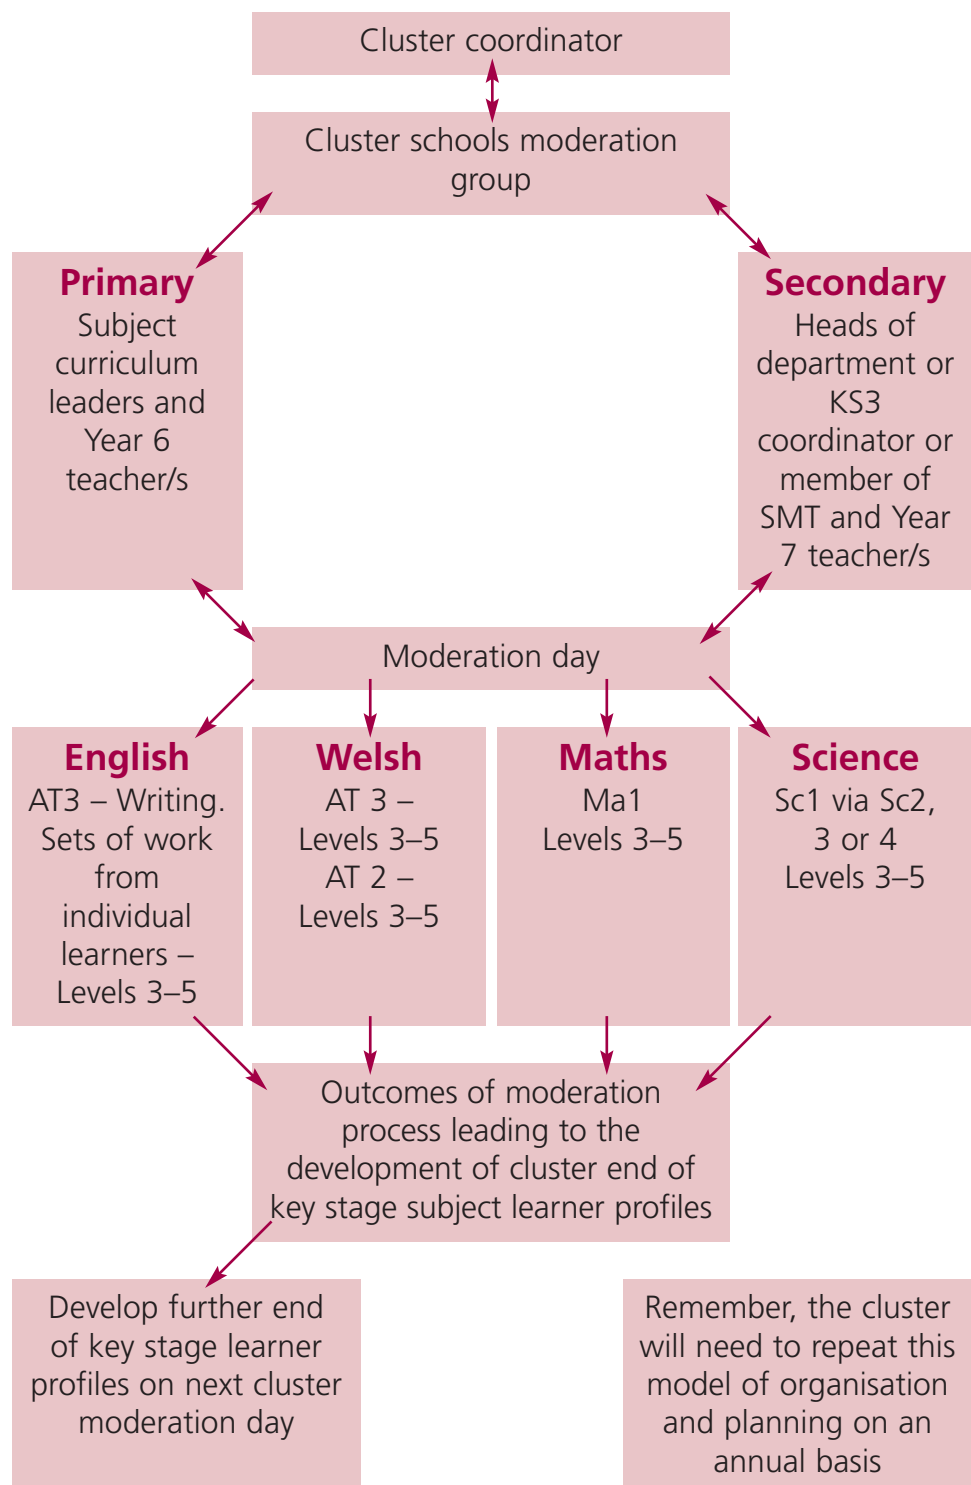 Cluster coordinator
Cluster schools moderation
group
Primary
Subject
curriculum
leaders and
Year 6
teacher/s
Secondary
Heads of
department or
KS3
coordinator or
member of
SMT and Year
7 teacher/s
Moderation day
English
AT3 – Writing.
Sets of work
from
individual
learners –
Levels 3–5
Welsh
AT 3 –
Levels 3–5
AT 2 –
Levels 3–5
Maths
Ma1
Levels 3–5
Science
Sc1 via Sc2,
3 or 4
Levels 3–5
Outcomes of moderation
process leading to the
development of cluster end of
key stage subject learner profiles
Develop further end
of key stage learner
profiles on next cluster
moderation day
Remember, the cluster
will need to repeat this
model of organisation
and planning on an
annual basis